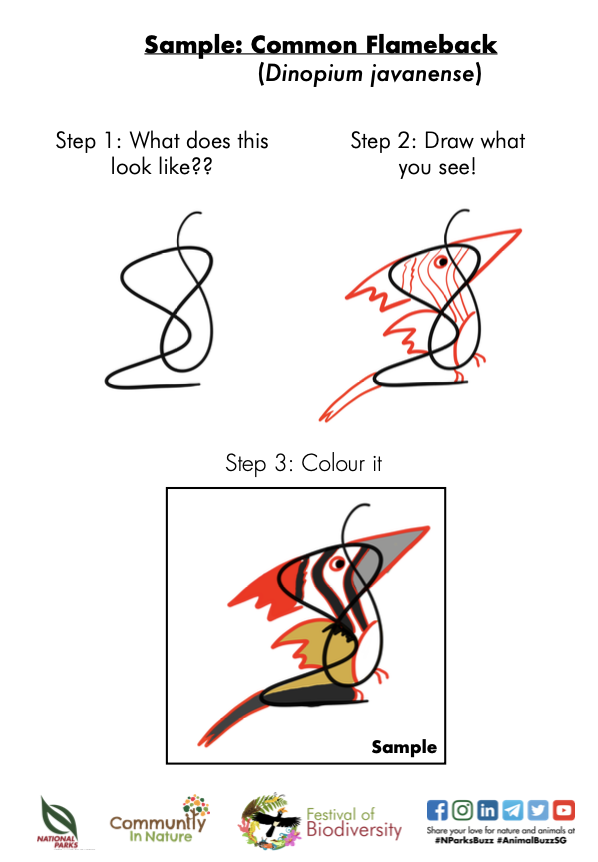 Sample: Common Flameback
(Dinopium javanense)
Step 1: What does this
look like??
Step 2: Draw what
you see!
Step 3: Colour it
Sample
NATIONAL
PARKS
Community
In Nature
Festival of
Biodiversity
Share your love for nature and animals at
#NParksBuzz #AnimalBuzzSG